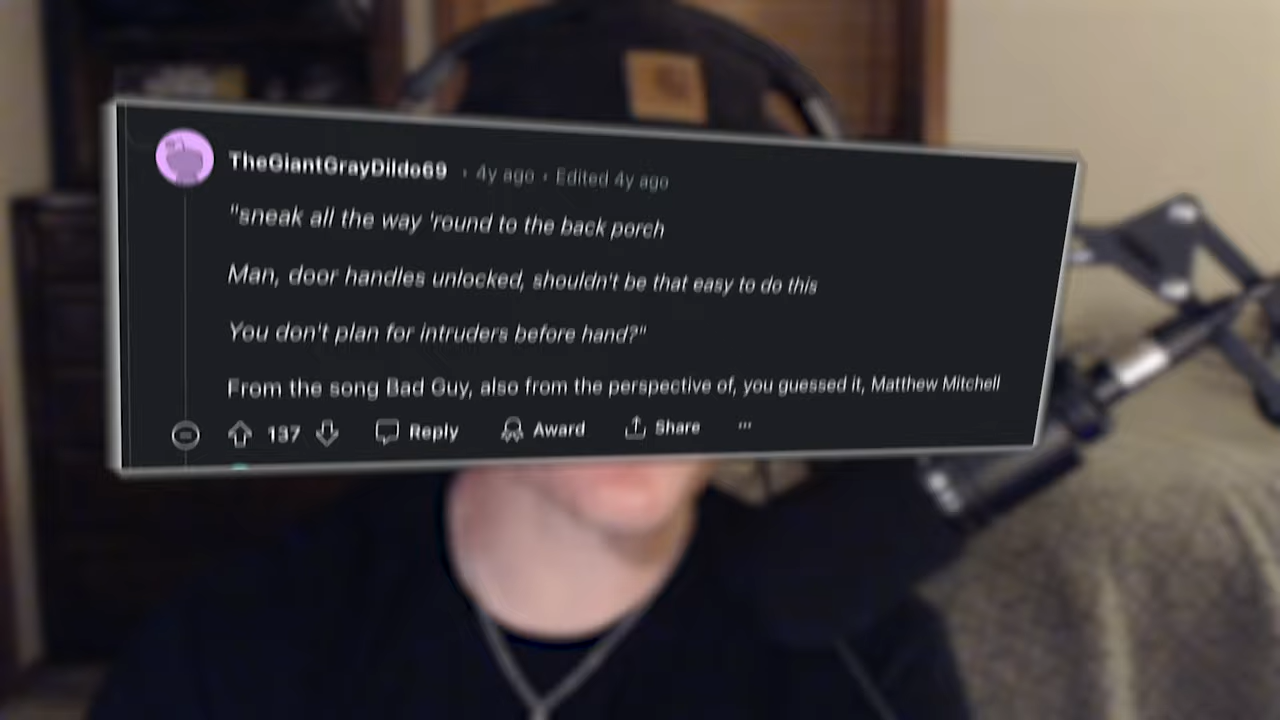 TheGiantGrayDildo69 · 4y ago · Edited 4y ago
"sneak all the way 'round to the back porch
Man, door handles unlocked, shouldn't be that easy to do this
You don't plan for intruders before hand?"
From the song Bad Guy, also from the perspective of, you guessed it, Matthew Mitchell
137 Reply Award Share ...